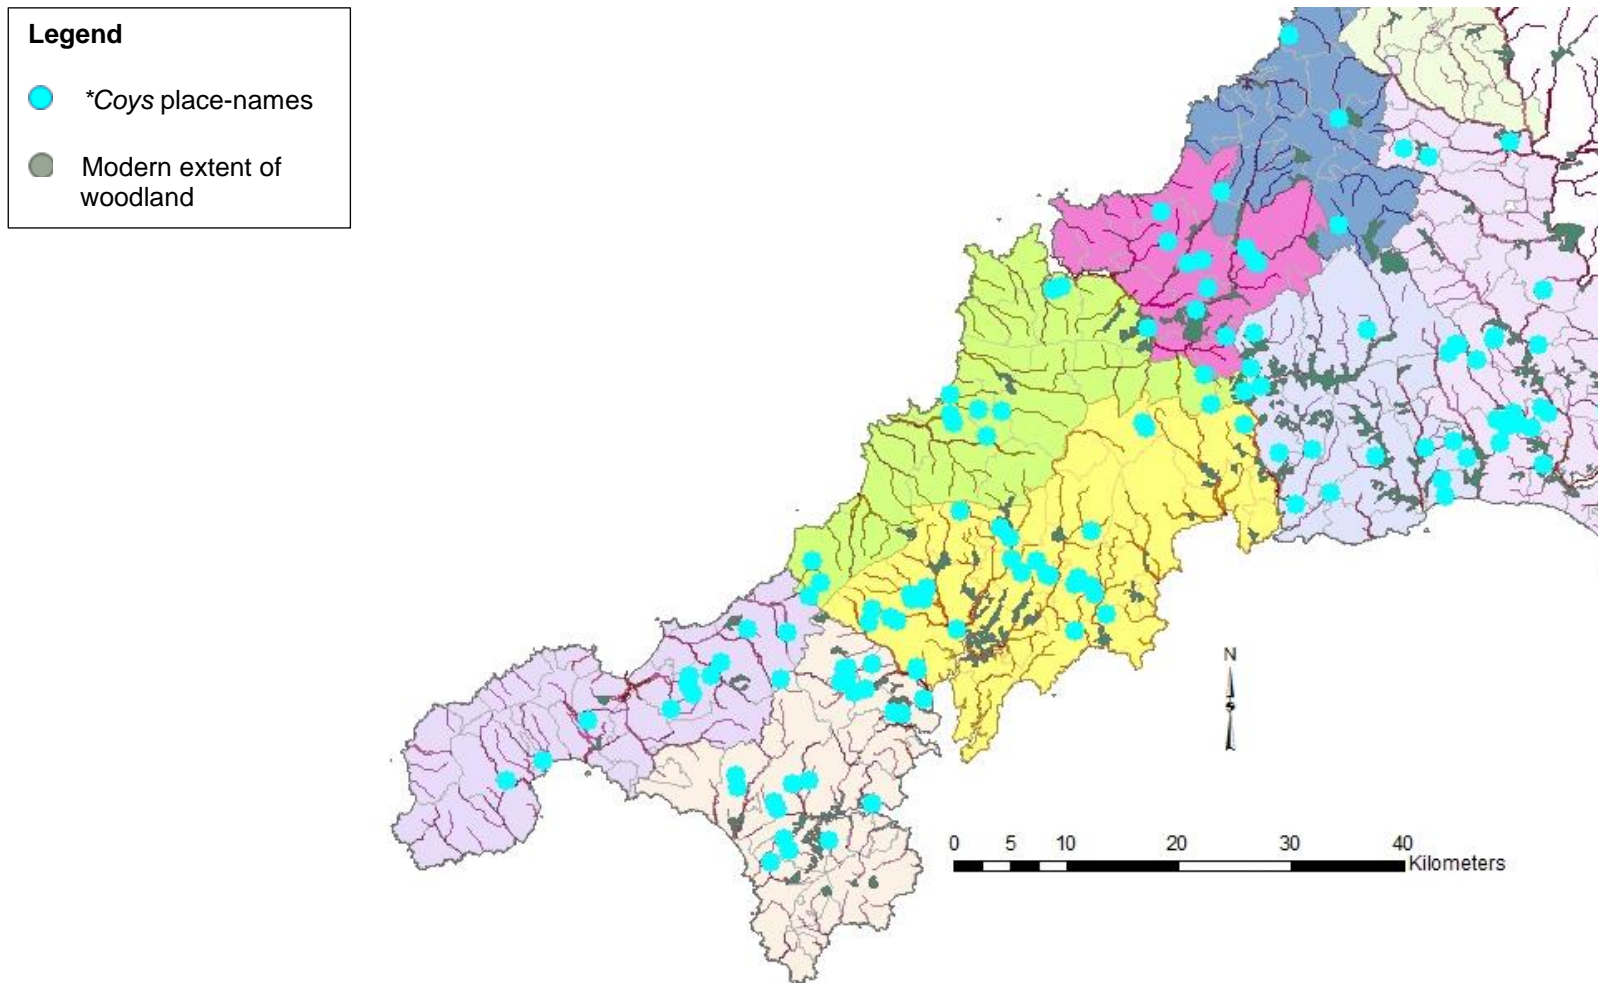 Legend
*Coys place-names
Modern extent of
woodland
N
0 5 10 20 30 40
Kilometers